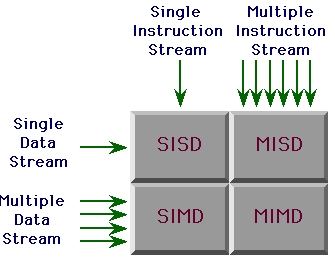 Single
Instruction
Stream
Multiple
Instruction
Stream
Single
Data
Stream
SISD
MISD
Multiple
Data
Stream
SIMD
MIMD